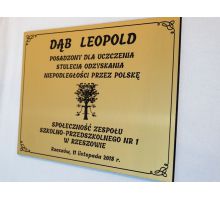 DĄB LEOPOLD
POSADZONY DLA UCZCZENIA
STULECIA ODZYSKANIA
NIEPODLEGŁOŚCI PRZEZ POLSKĘ
SPOŁECZNOŚĆ ZESPOŁU
SZKOLNO-PRZEDSZKOLNEGO NR 1
W RZESZOWIE
Rzeszów, 11 listopada 2018 r.